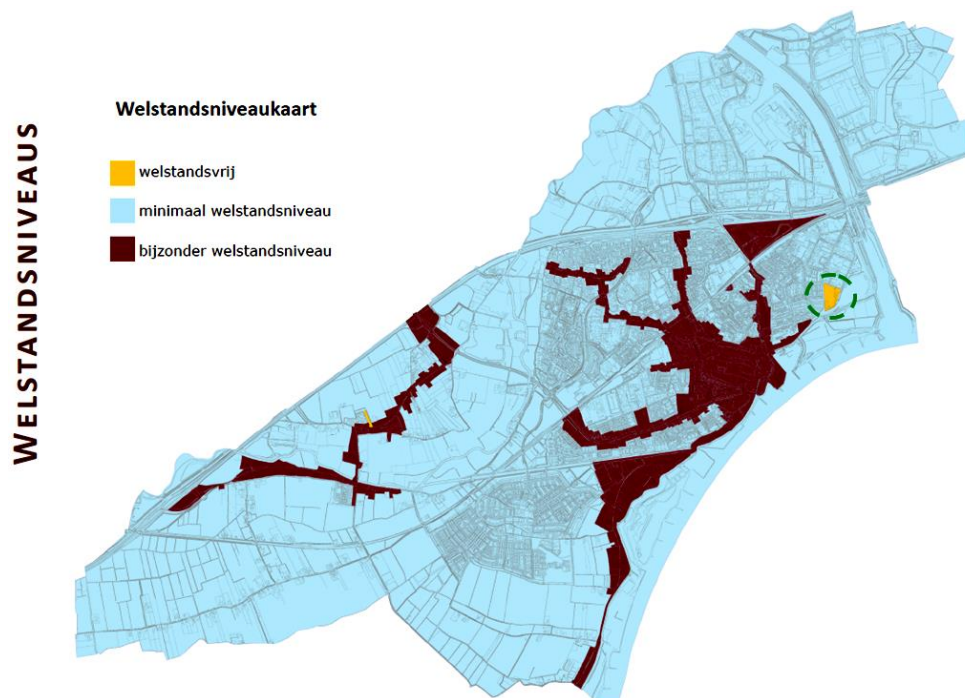 WELSTANDSNIVEAUS
Welstandsniveaukaart
welstandsvrij
minimaal welstandsniveau
bijzonder welstandsniveau